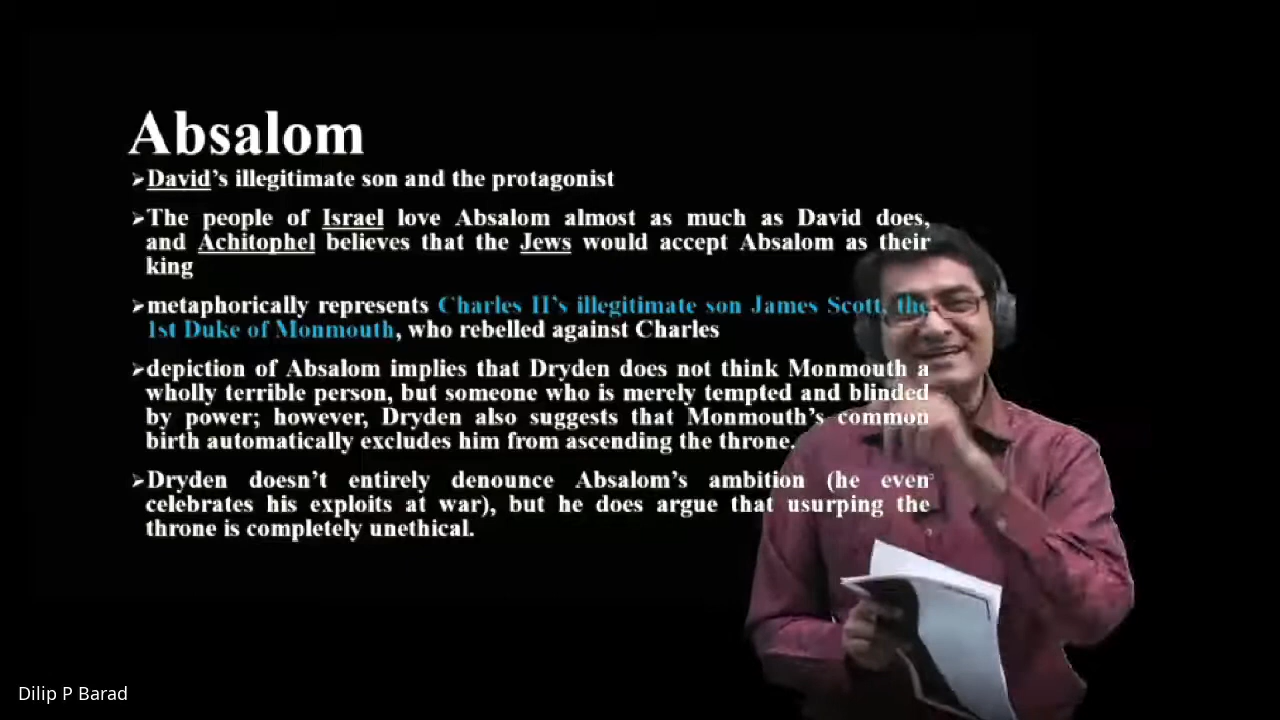 Absalom
➢David's illegitimate son and the protagonist
➢The people of Israel love Absalom almost as much as David does,
and Achitophel believes that the Jews would accept Absalom as their
king
➢metaphorically represents Charles II's illegitimate son James Scott, the
1st Duke of Monmouth, who rebelled against Charles
➢depiction of Absalom implies that Dryden does not think Monmouth a
wholly terrible person, but someone who is merely tempted and blinded
by power; however, Dryden also suggests that Monmouth's common
birth automatically excludes him from ascending the throne.
➢Dryden doesn't entirely denounce Absalom's ambition (he even
celebrates his exploits at war), but he does argue that usurping the
throne is completely unethical.
Dilip P Barad